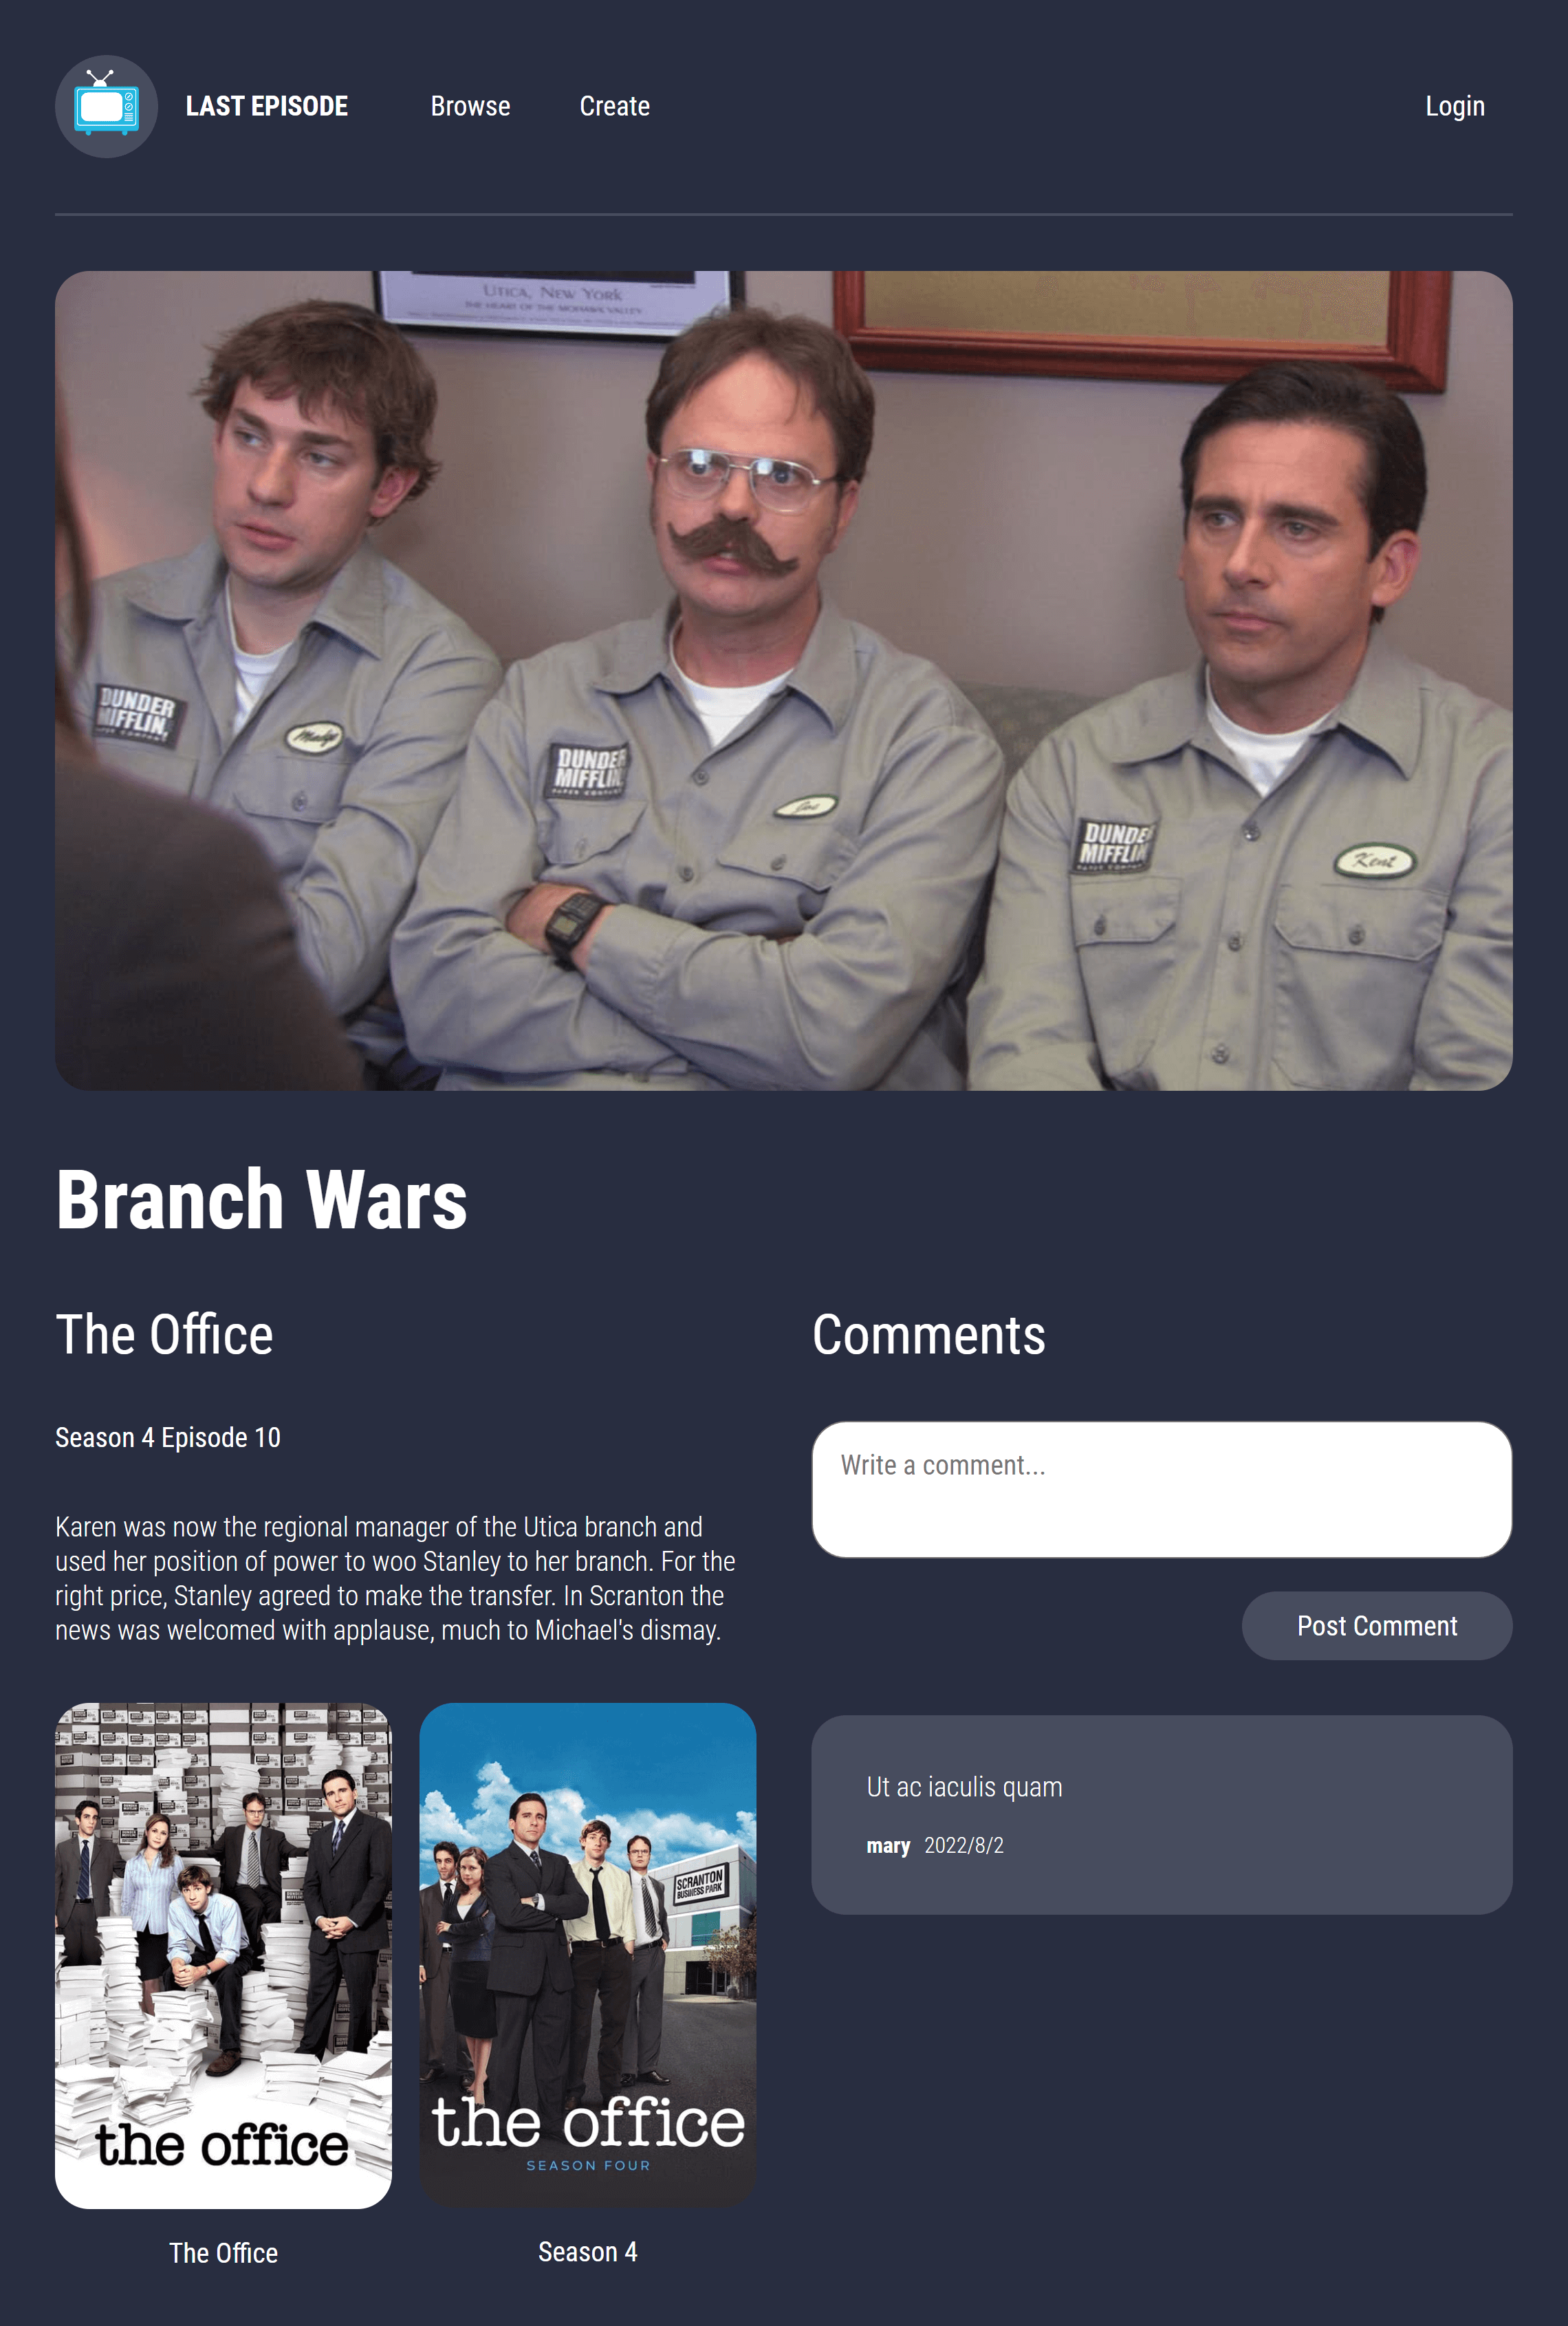 LAST EPISODE
Browse
Create
Login
UTICA, NEW YORK
THE HEART OF THE MOHAWK VALLEY
DUNDER
MIFFLIN,
DUNDER
MIFFLIN
PAPER COMPANY
DUNDE
MIFFLIN
Kent
Branch Wars
The Office
Season 4 Episode 10
Karen was now the regional manager of the Utica branch and
used her position of power to woo Stanley to her branch. For the
right price, Stanley agreed to make the transfer. In Scranton the
news was welcomed with applause, much to Michael's dismay.
the office
The Office
SCRANTON
BUSINESS PARK
the office
SEASON FOUR
Season 4
Comments
Write a comment...
Post Comment
Ut ac iaculis quam
mary 2022/8/2